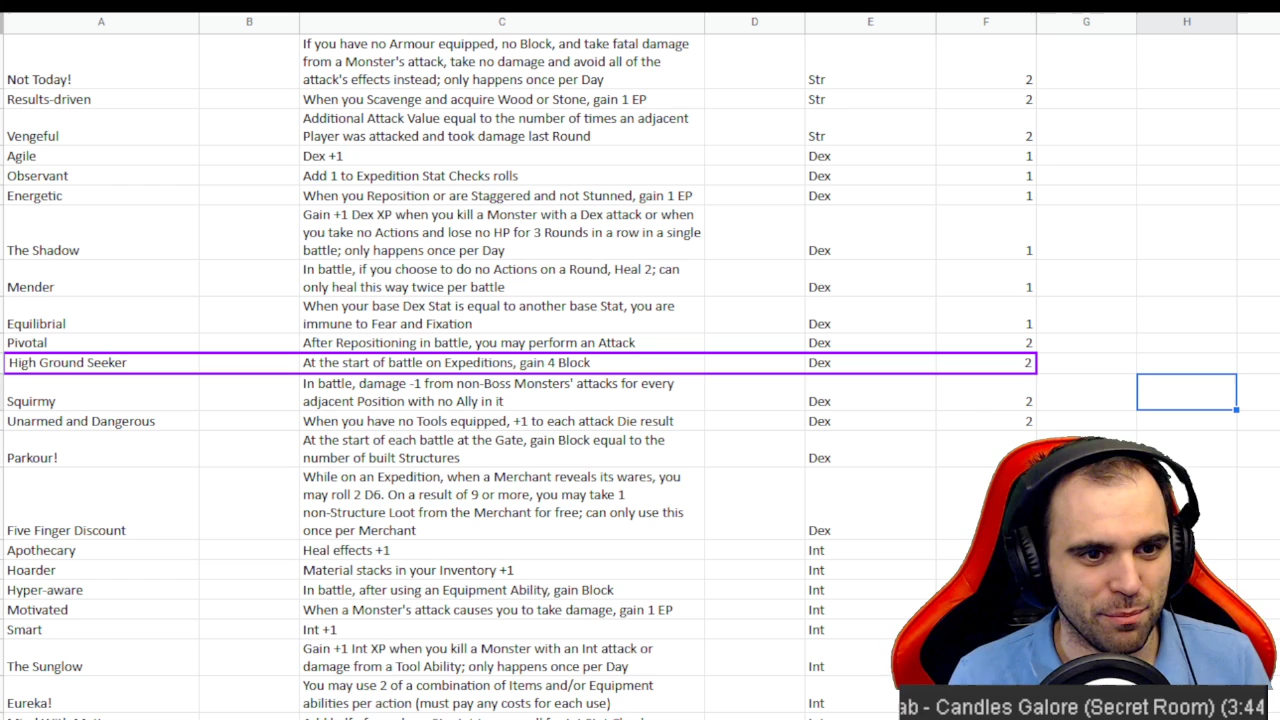 A B C D E F G H
If you have no Armour equipped, no Block, and take fatal damage
from a Monster's attack, take no damage and avoid all of the
Not Today! attack's effects instead; only happens once per Day Str 2
Results-driven When you Scavenge and acquire Wood or Stone, gain 1 EP Str 2
Additional Attack Value equal to the number of times an adjacent
Vengeful Player was attacked and took damage last Round Str 2
Agile Dex +1 Dex 1
Observant Add 1 to Expedition Stat Checks rolls Dex 1
Energetic When you Reposition or are Staggered and not Stunned, gain 1 EP Dex 1
Gain +1 Dex XP when you kill a Monster with a Dex attack or when
you take no Actions and lose no HP for 3 Rounds in a row in a single
The Shadow battle; only happens once per Day Dex 1
In battle, if you choose to do no Actions on a Round, Heal 2; can
Mender only heal this way twice per battle Dex 1
When your base Dex Stat is equal to another base Stat, you are
Equilibrial immune to Fear and Fixation Dex 1
Pivotal After Repositioning in battle, you may perform an Attack Dex 2
High Ground Seeker At the start of battle on Expeditions, gain 4 Block Dex 2
In battle, damage -1 from non-Boss Monsters' attacks for every
Squirmy adjacent Position with no Ally in it Dex 2
Unarmed and Dangerous When you have no Tools equipped, +1 to each attack Die result Dex 2
At the start of each battle at the Gate, gain Block equal to the
Parkour! number of built Structures Dex
While on an Expedition, when a Merchant reveals its wares, you
may roll 2 D6. On a result of 9 or more, you may take 1
non-Structure Loot from the Merchant for free; can only use this
Five Finger Discount once per Merchant Dex
Apothecary Heal effects +1 Int
Hoarder Material stacks in your Inventory +1 Int
Hyper-aware In battle, after using an Equipment Ability, gain Block Int
Motivated When a Monster's attack causes you to take damage, gain 1 EP Int
Smart Int +1 Int
Gain +1 Int XP when you kill a Monster with an Int attack or
The Sunglow damage from a Tool Ability; only happens once per Day Int
You may use 2 of a combination of Items and/or Equipment
Eureka! abilities per action (must pay any costs for each use) Int
ab - Candles Galore (Secret Room) (3:44